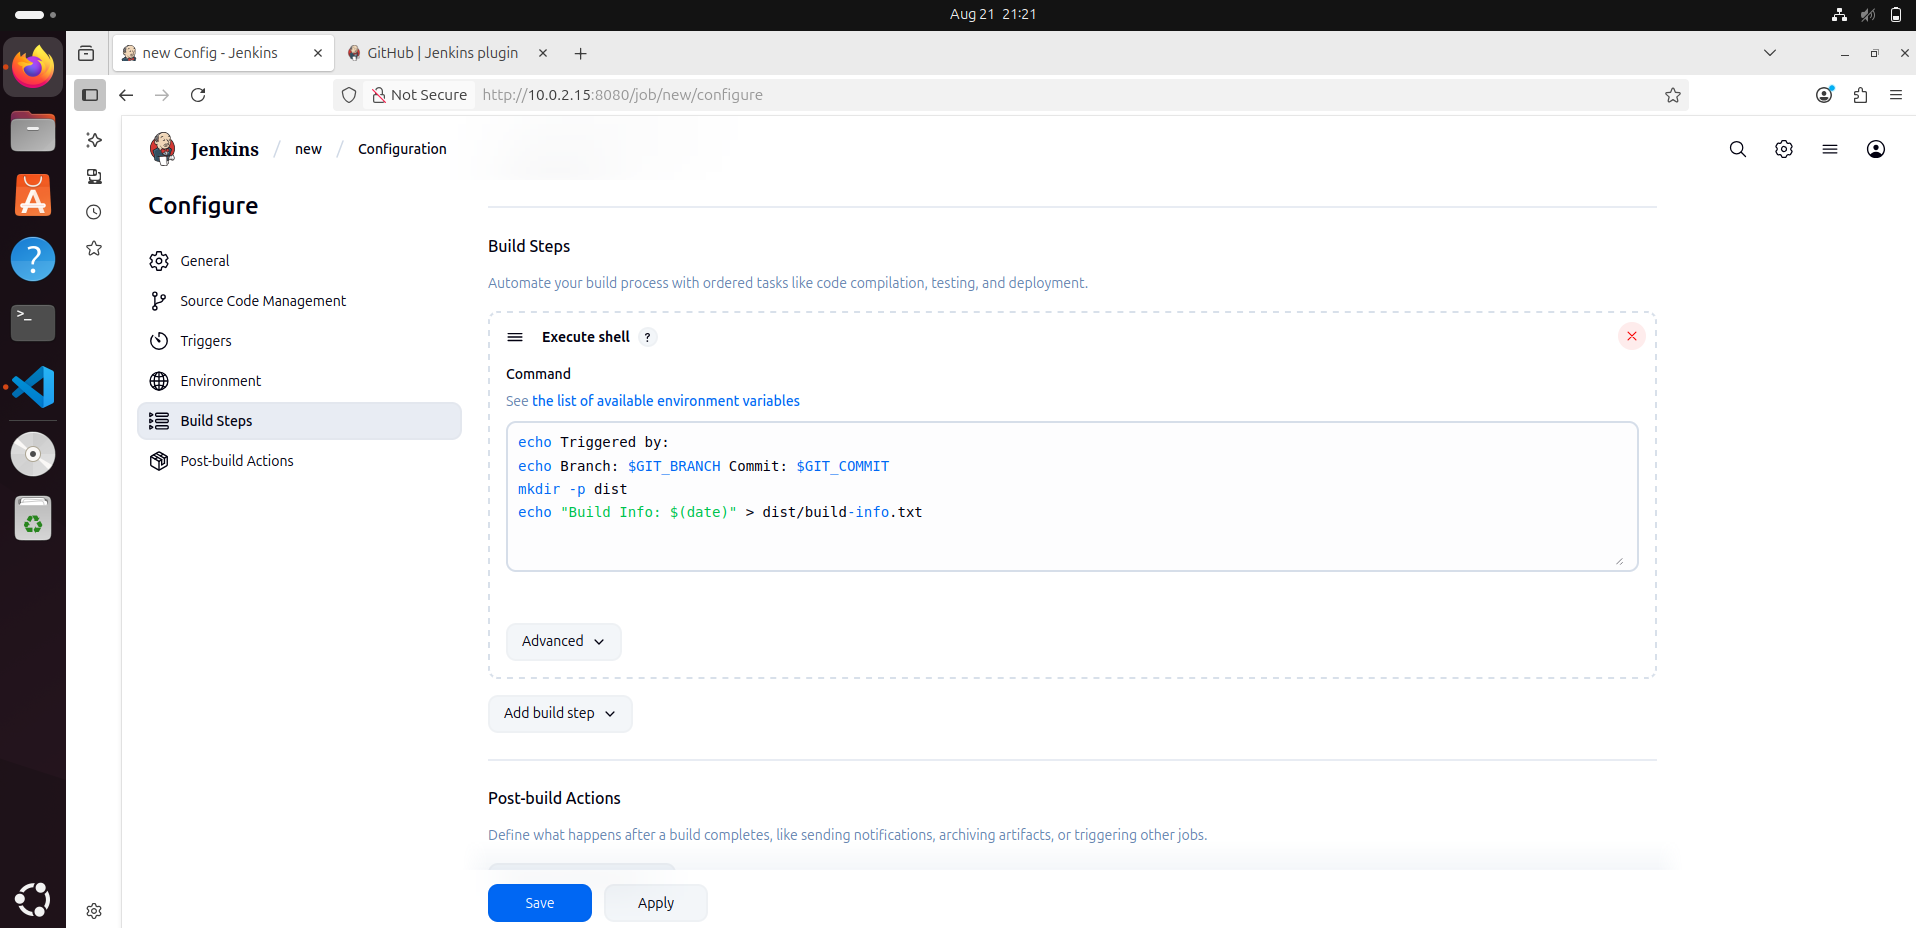 Aug 21 21:21
new Config - Jenkins
GitHub | Jenkins plugin
Not Secure
http://10.0.2.15:8080/job/new/configure
Jenkins / new / Configuration
Configure
General
Source Code Management
Triggers
Environment
Build Steps
Post-build Actions
Build Steps
Automate your build process with ordered tasks like code compilation, testing, and deployment.
Execute shell ?
Command
See the list of available environment variables
echo Triggered by:
echo Branch: $GIT_BRANCH Commit: $GIT_COMMIT
mkdir -p dist
echo "Build Info: $(date)" > dist/build-info.txt
Advanced
Add build step
Post-build Actions
Define what happens after a build completes, like sending notifications, archiving artifacts, or triggering other jobs.
Save
Apply